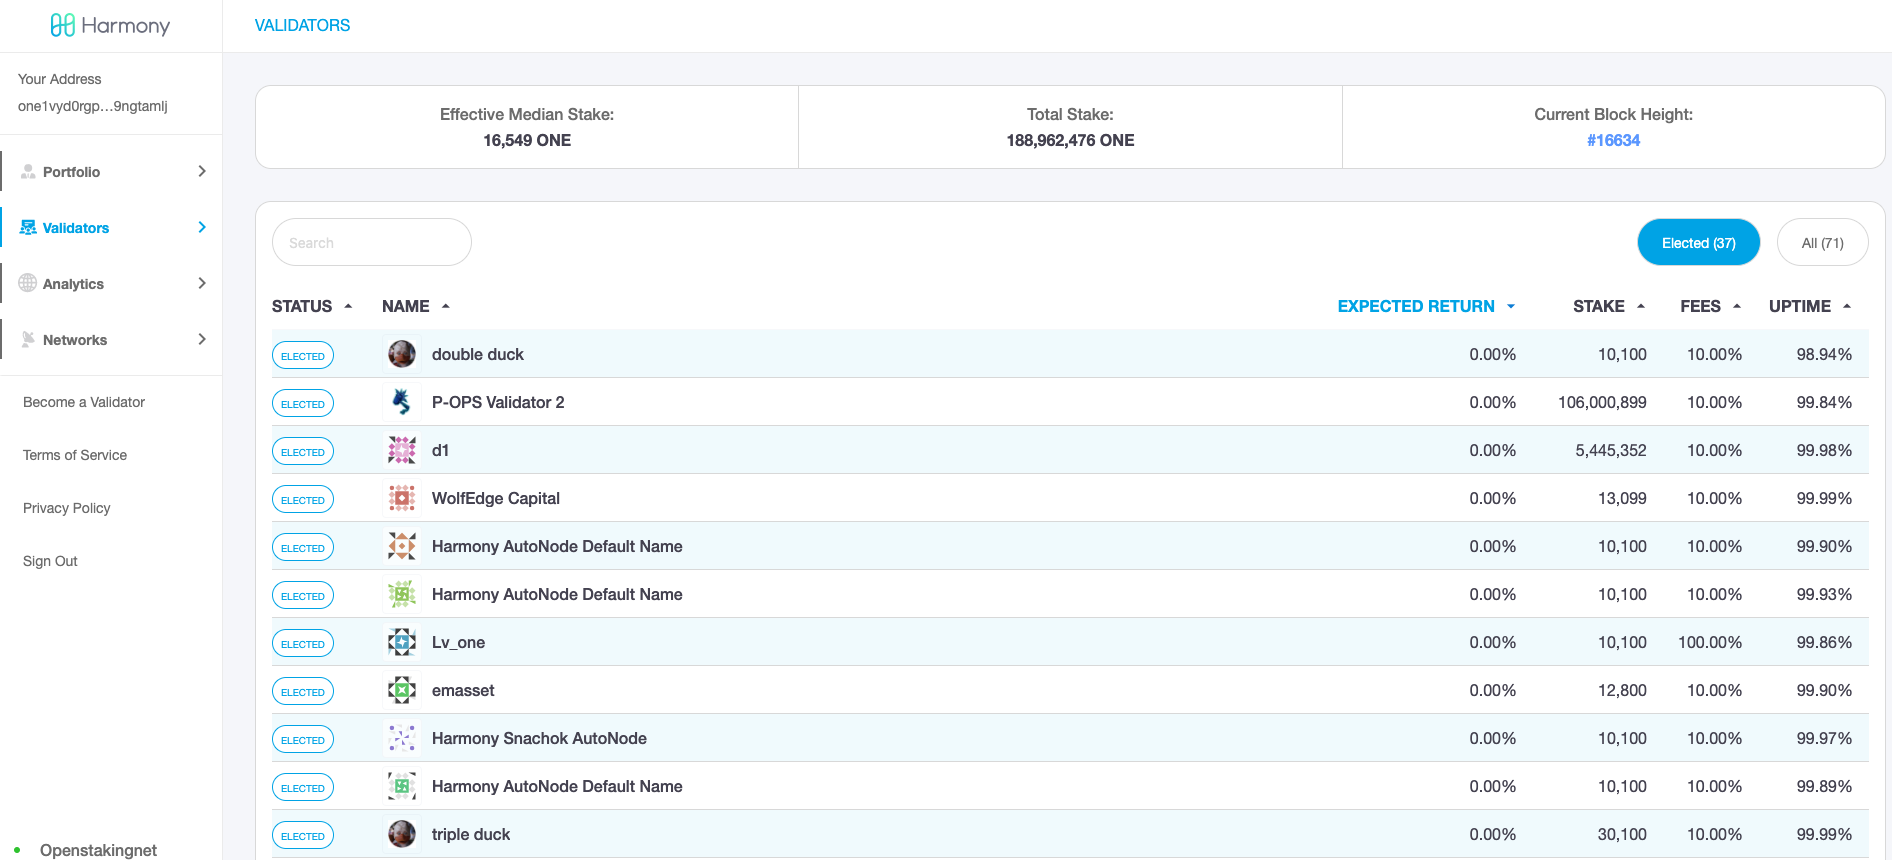 Harmony
VALIDATORS
Your Address
one1vyd0rgp...9ngtamlj
Portfolio
Validators
Analytics
Networks
Become a Validator
Terms of Service
Privacy Policy
Sign Out
Openstakingnet
Effective Median Stake:
16,549 ONE
Total Stake:
188,962,476 ONE
Current Block Height:
#16634
Search
Elected (37)
All (71)
STATUS NAME EXPECTED RETURN STAKE FEES UPTIME
ELECTED double duck 0.00% 10,100 10.00% 98.94%
ELECTED P-OPS Validator 2 0.00% 106,000,899 10.00% 99.84%
ELECTED d1 0.00% 5,445,352 10.00% 99.98%
ELECTED WolfEdge Capital 0.00% 13,099 10.00% 99.99%
ELECTED Harmony AutoNode Default Name 0.00% 10,100 10.00% 99.90%
ELECTED Harmony AutoNode Default Name 0.00% 10,100 10.00% 99.93%
ELECTED Lv_one 0.00% 10,100 100.00% 99.86%
ELECTED emasset 0.00% 12,800 10.00% 99.90%
ELECTED Harmony Snachok AutoNode 0.00% 10,100 10.00% 99.97%
ELECTED Harmony AutoNode Default Name 0.00% 10,100 10.00% 99.89%
ELECTED triple duck 0.00% 30,100 10.00% 99.99%